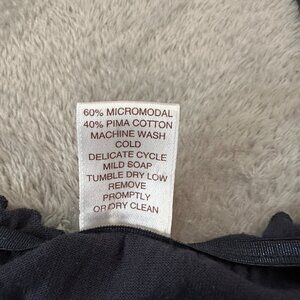 60% MICROMODAL
40% PIMA COTTON
MACHINE WASH
COLD
DELICATE CYCLE
MILD SOAP
TUMBLE DRY LOW
REMOVE
PROMPTLY
OR DRY CLEAN